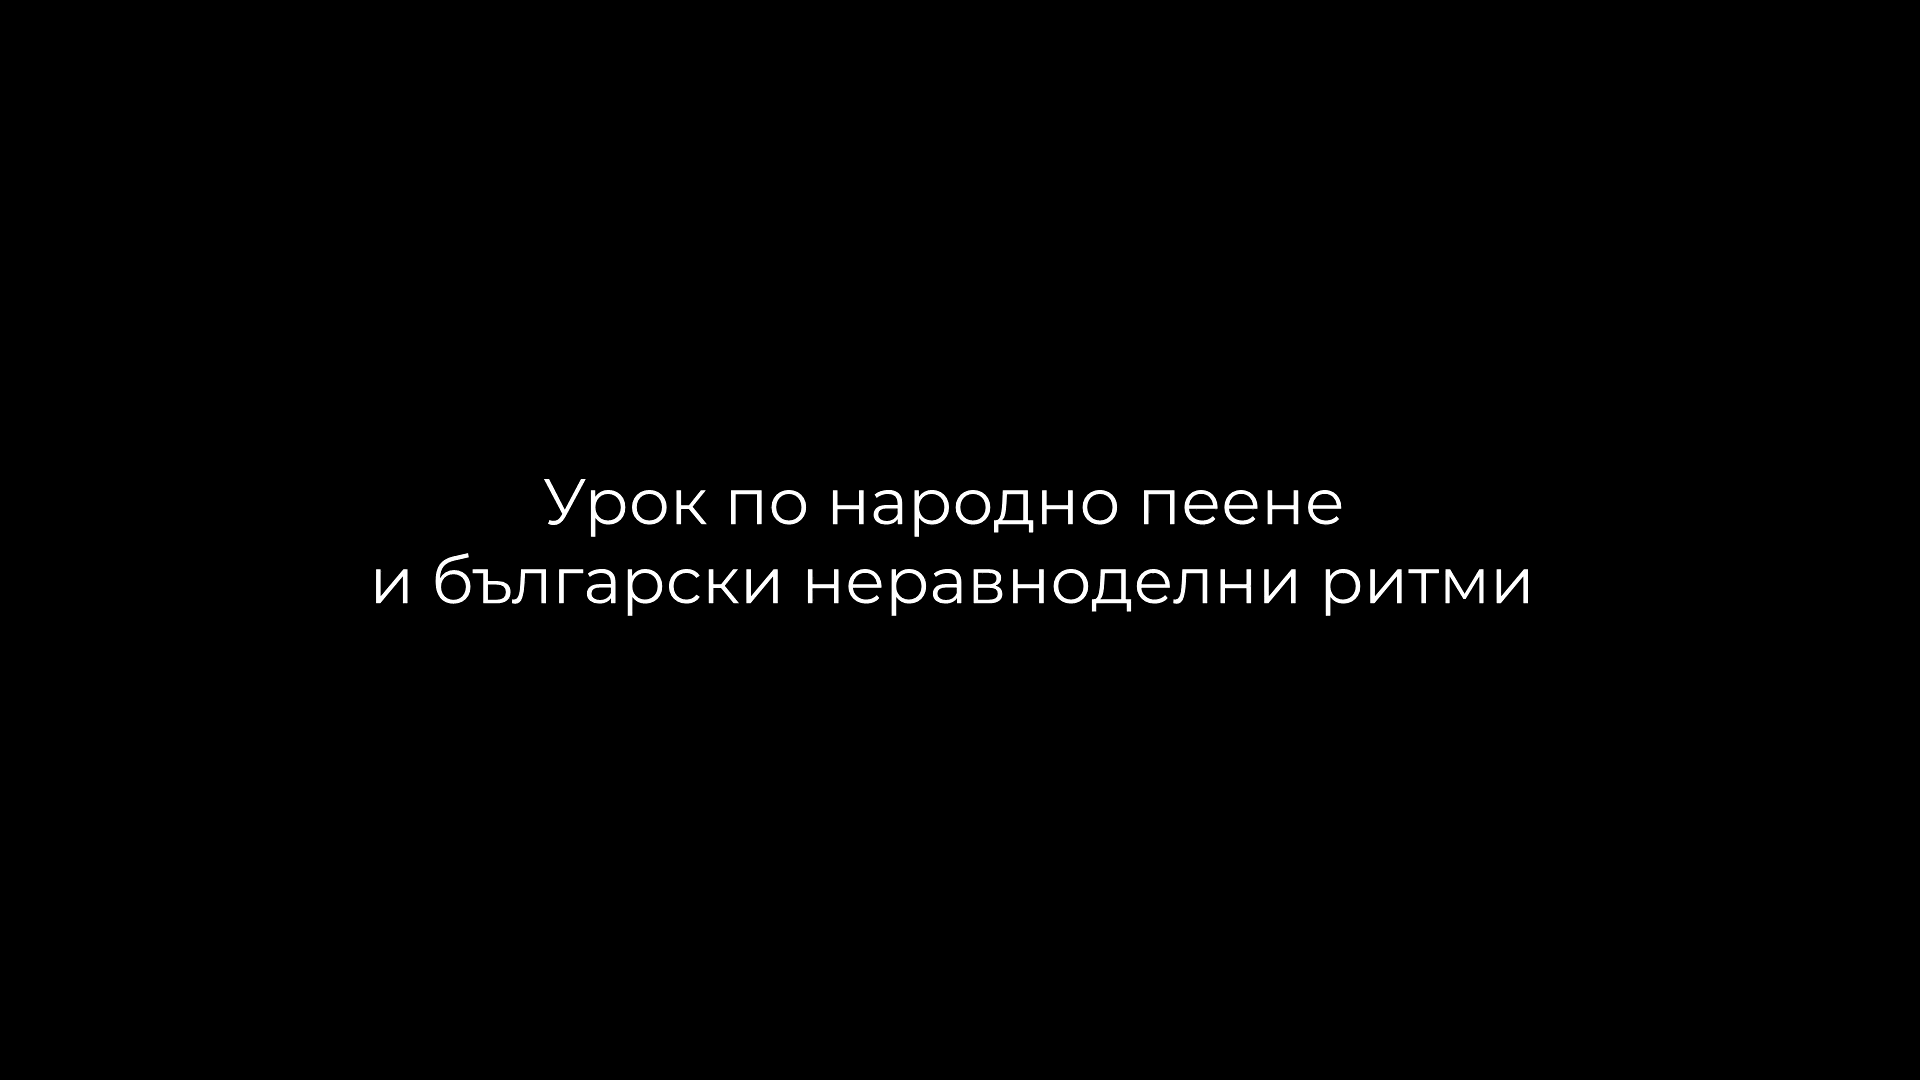 Урок по народно пеене
и български неравноделни ритми